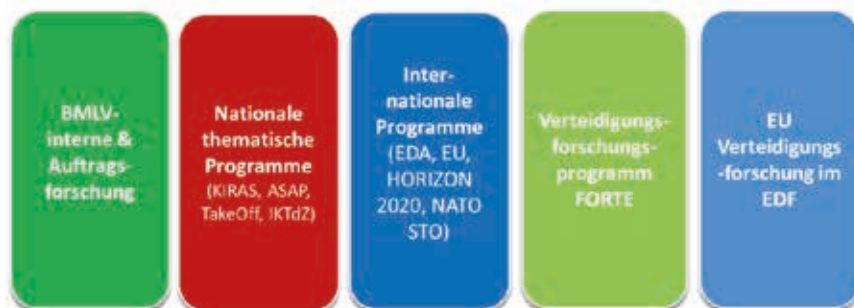 BMLV-
interne &
Auftrags-
forschung
Nationale
thematische
Programme
(KIRAS, ASAP,
TakeOff, IKTdZ)
Inter-
nationale
Programme
(EDA, EU,
HORIZON
2020, NATO
STO)
Verteidigungs-
forschungs-
programm
FORTE
EU
Verteidigungs
-forschung im
EDF